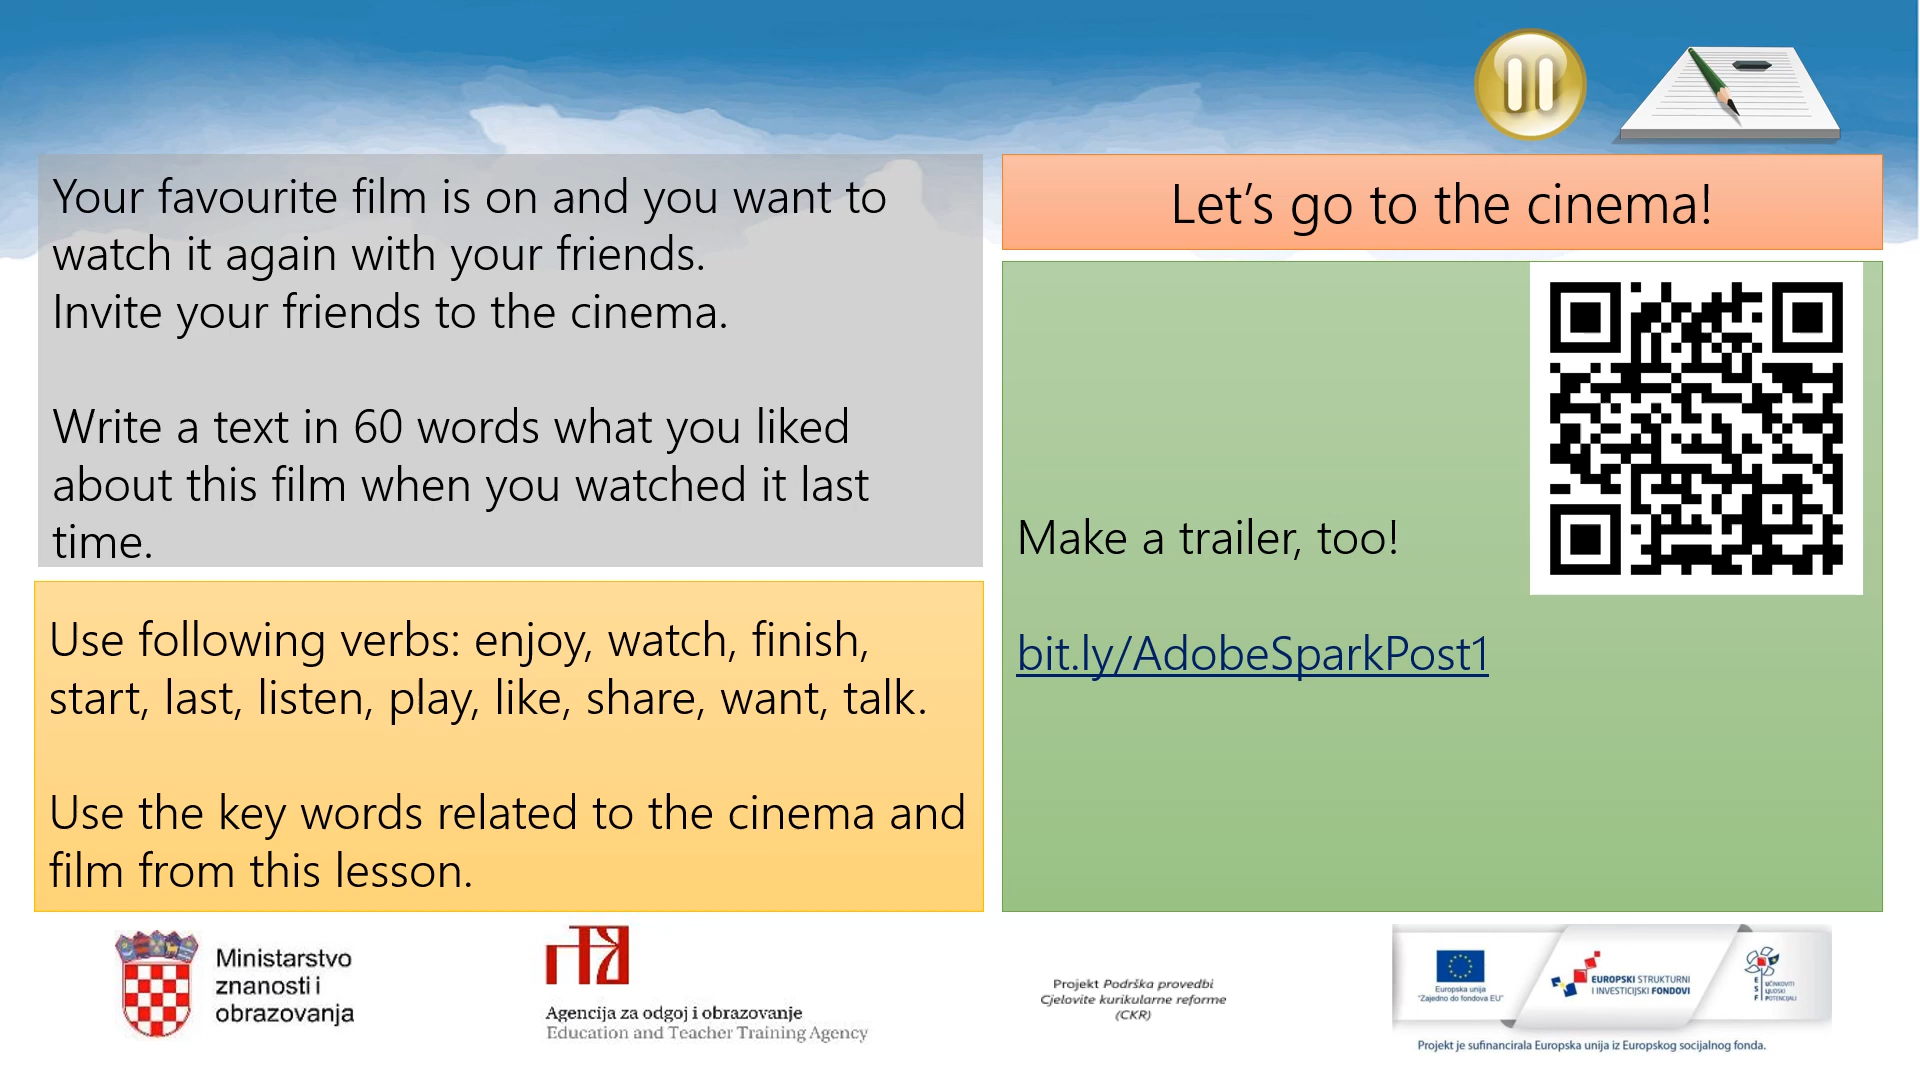 Your favourite film is on and you want to
watch it again with your friends.
Invite your friends to the cinema.
Write a text in 60 words what you liked
about this film when you watched it last
time.
Use following verbs: enjoy, watch, finish,
start, last, listen, play, like, share, want, talk.
Use the key words related to the cinema and
film from this lesson.
Let's go to the cinema!
Make a trailer, too!
bit.ly/AdobeSparkPost1
Ministarstvo
znanosti i
obrazovanja
Agencija za odgoj i obrazovanje
Education and Teacher Training Agency
Projekt Podrška provedbi
Cjelovite kurikularne reforme
(CKR)
Europska unija
"Zajedno do fondova EU"
EUROPSKI STRUKTURNI
I INVESTICIJSKI FONDOVI
E S F
UČINKOVITI
LJUDSKI
POTENCIJALI
Projekt je sufinancirala Europska unija iz Europskog socijalnog fonda.